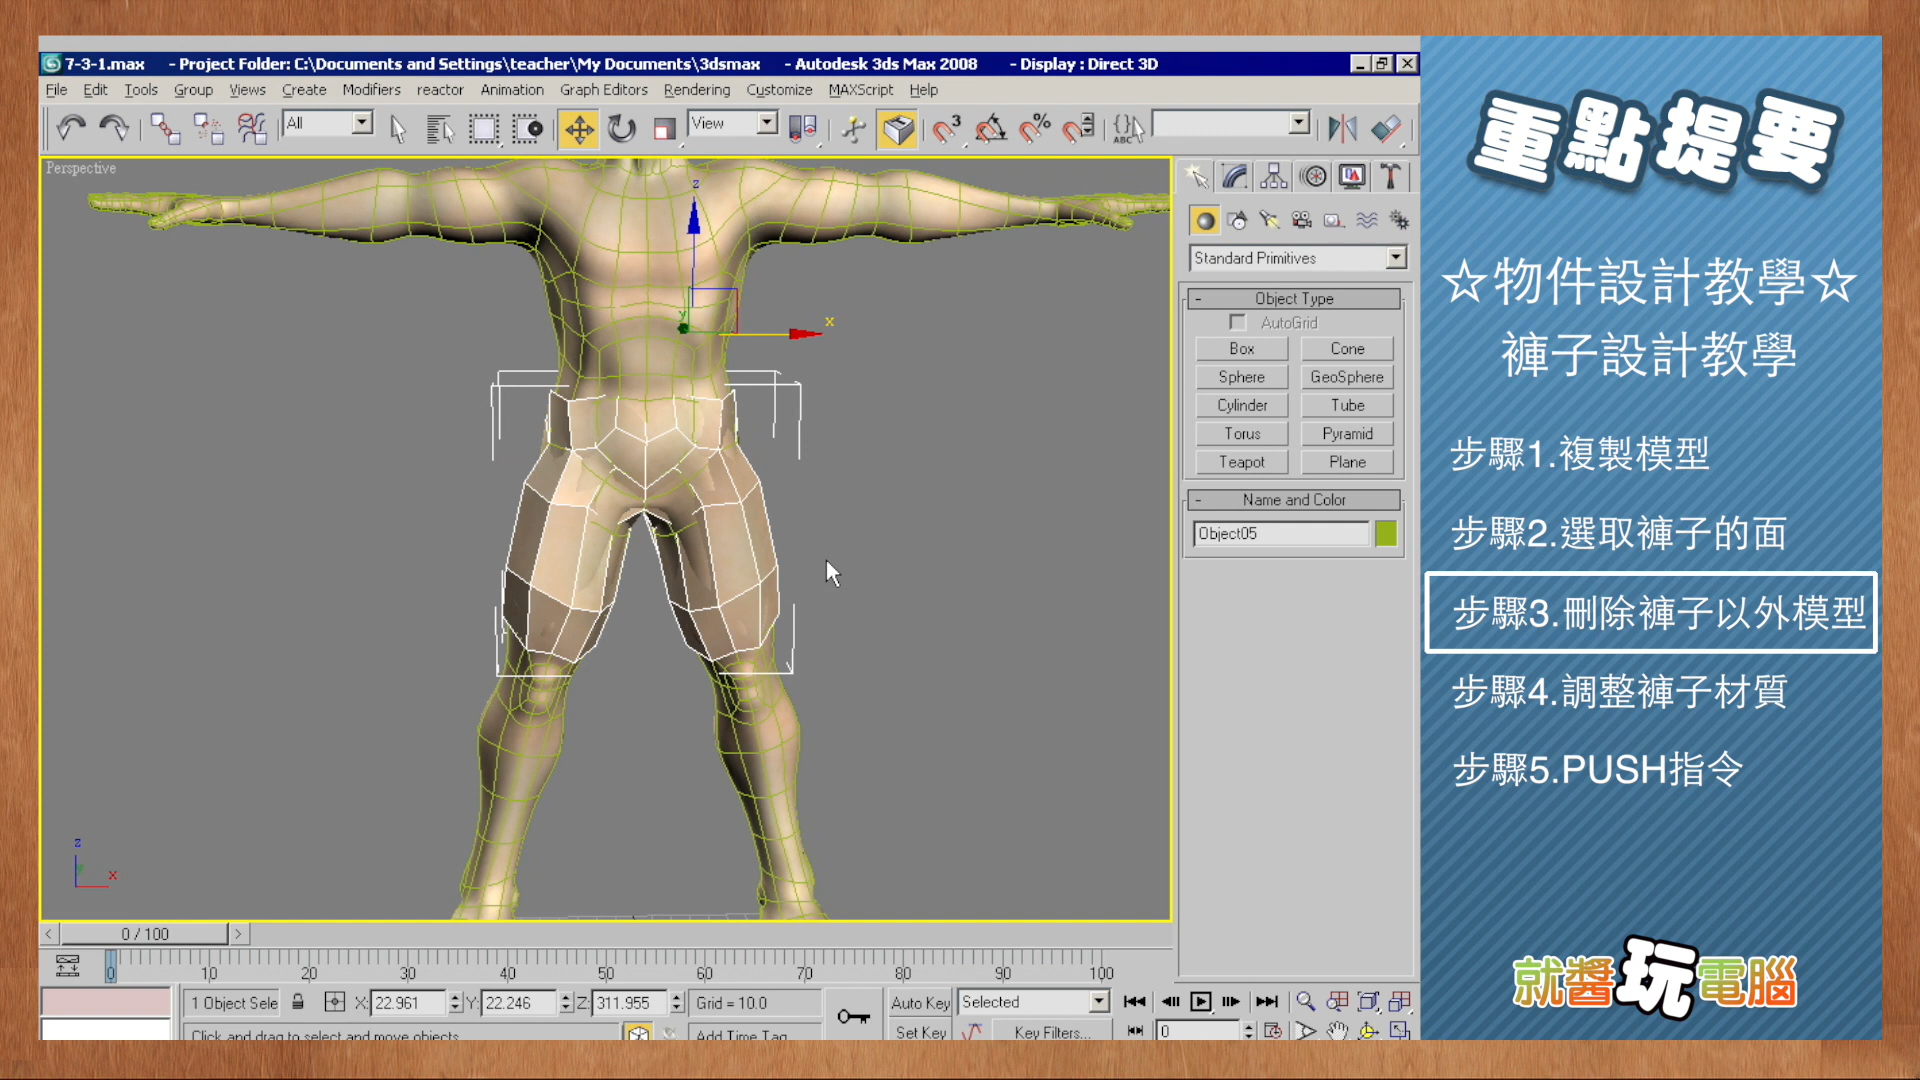 7-3-1.max - Project Folder: C:\Documents and Settings\teacher\My Documents\3dsmax - Autodesk 3ds Max 2008 - Display : Direct 3D
File Edit Tools Group Views Create Modifiers reactor Animation Graph Editors Rendering Customize MAXScript Help
All View 3 % ABC
Perspective
z
x
y
z
x
Standard Primitives
- Object Type
AutoGrid
Box Cone
Sphere GeoSphere
Cylinder Tube
Torus Pyramid
Teapot Plane
- Name and Color
Object05
< 0 / 100 >
0 10 20 30 40 50 60 70 80 90 100
1 Object Sele X: 22.961 Y: 22.246 Z: 311.955 Grid = 10.0 Auto Key Selected
Click and drag to select and move objects Add Time Tag Set Key Key Filters... 0
重點提要
☆物件設計教學☆
褲子設計教學
步驟1.複製模型
步驟2.選取褲子的面
步驟3.刪除褲子以外模型
步驟4.調整褲子材質
步驟5.PUSH指令
就醬玩電腦